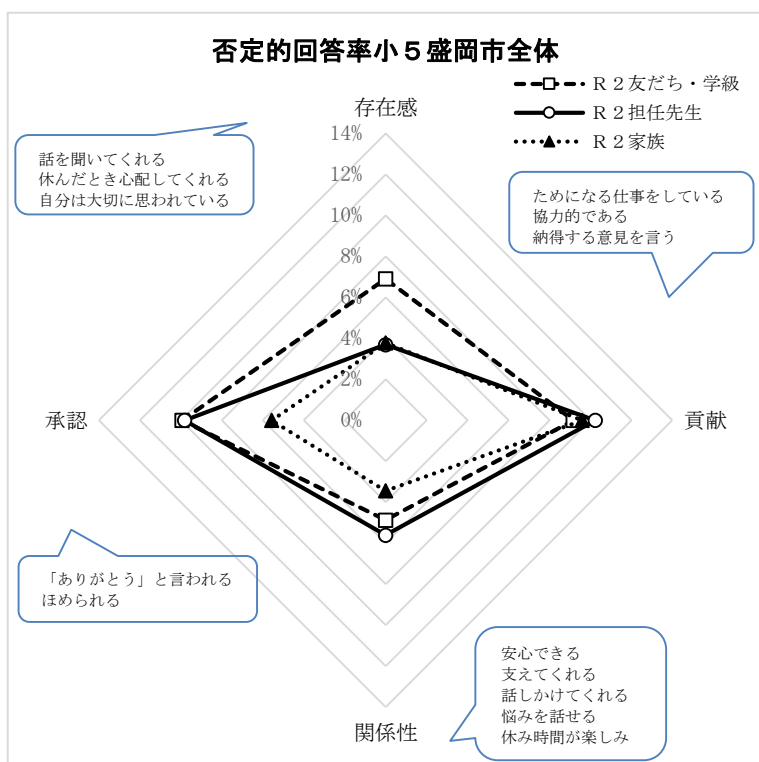 否定的回答率小５盛岡市全体
Ｒ２友だち・学級
Ｒ２担任先生
Ｒ２家族
存在感
14%
12%
10%
8%
6%
4%
2%
0%
話を聞いてくれる
休んだとき心配してくれる
自分は大切に思われている
ためになる仕事をしている
協力的である
納得する意見を言う
承認
貢献
「ありがとう」と言われる
ほめられる
安心できる
支えてくれる
話しかけてくれる
悩みを話せる
休み時間が楽しみ
関係性